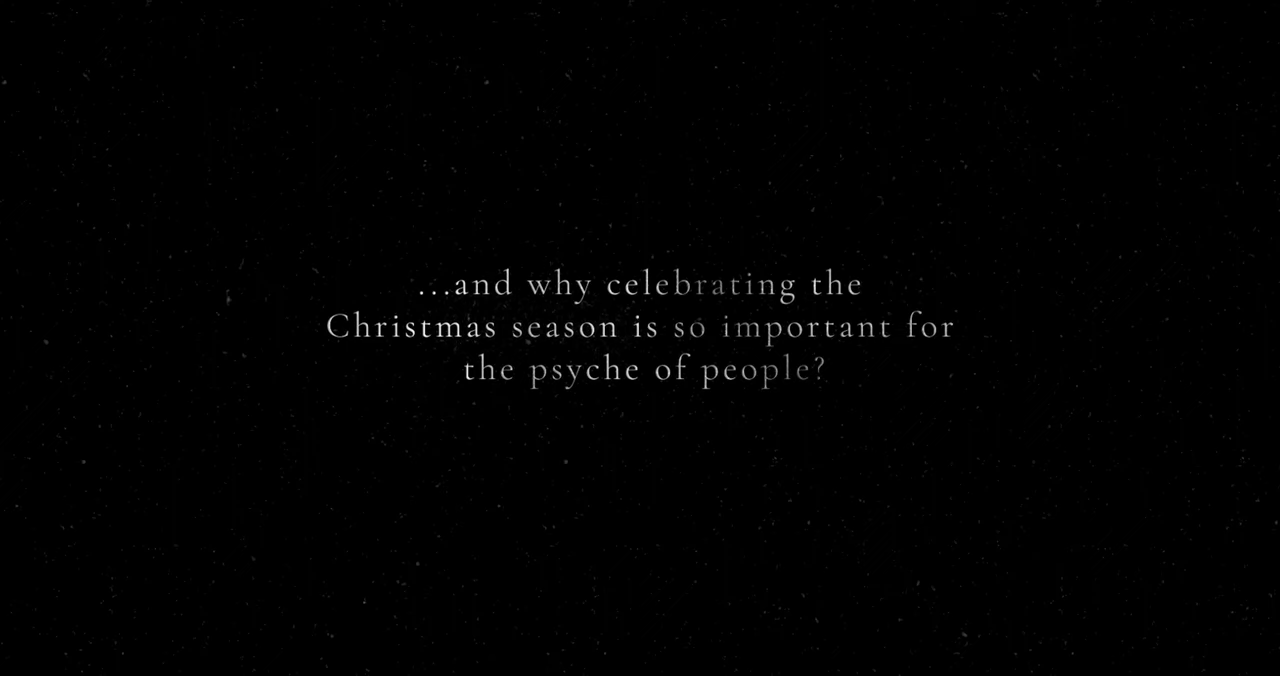 ...and why celebrating the
Christmas season is so important for
the psyche of people?